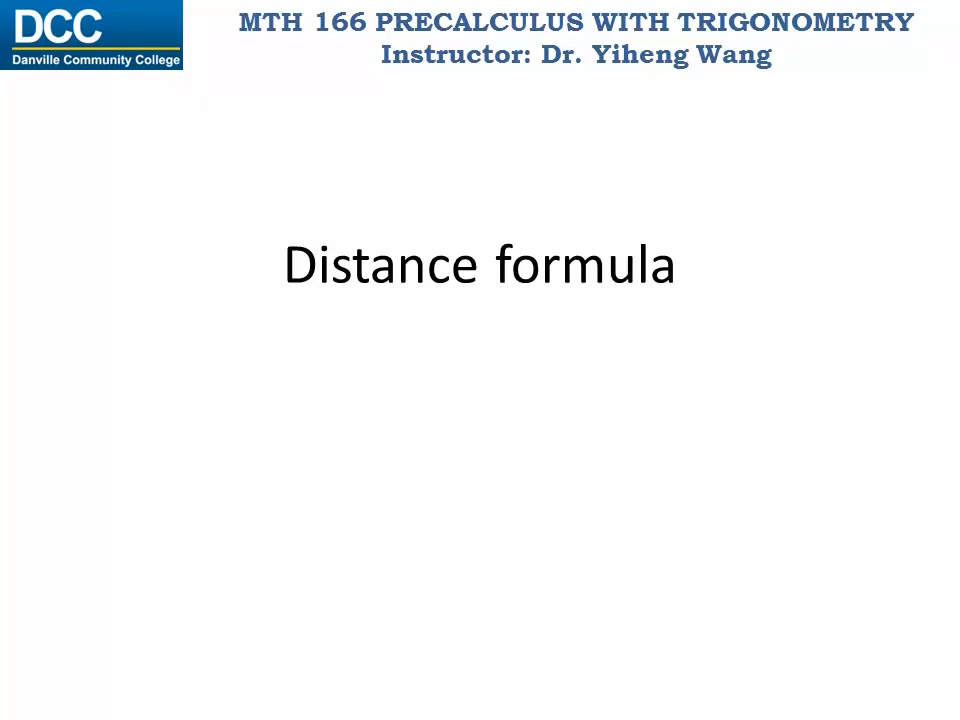 DCC
Danville Community College
MTH 166 PRECALCULUS WITH TRIGONOMETRY
Instructor: Dr. Yiheng Wang
Distance formula